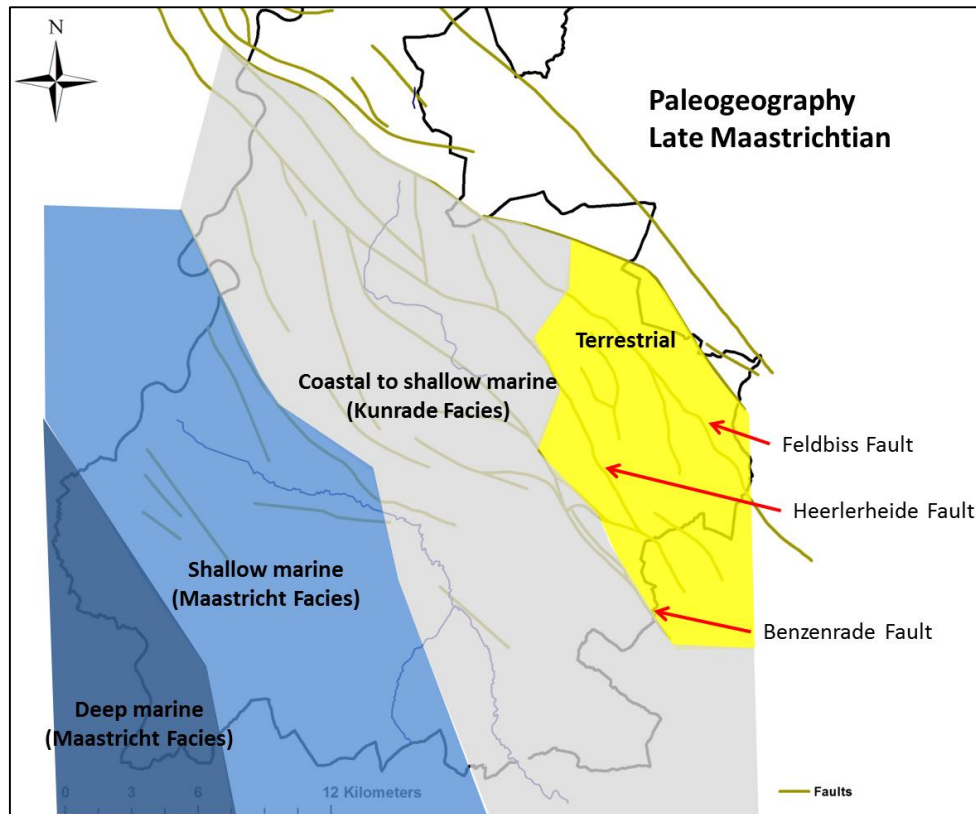 N
Paleogeography
Late Maastrichtian
Terrestrial
Coastal to shallow marine
(Kunrade Facies)
Feldbiss Fault
Heerlerheide Fault
Shallow marine
(Maastricht Facies)
Benzenrade Fault
Deep marine
(Maastricht Facies)
0 3 6 12 Kilometers
Faults